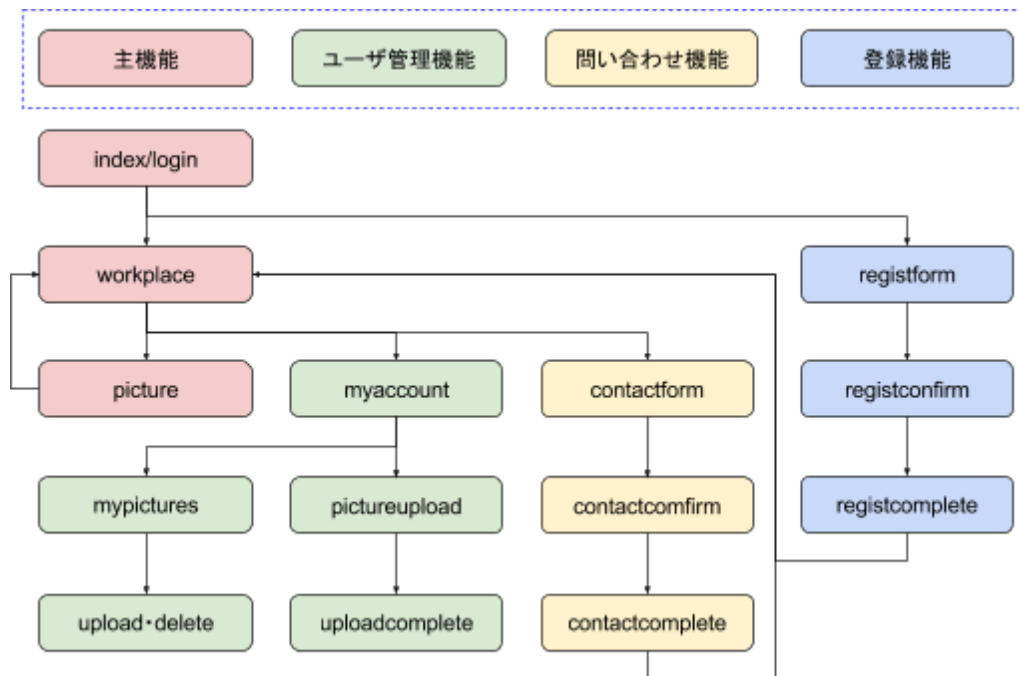 主機能
ユーザ管理機能
問い合わせ機能
登録機能
index/login
workplace
registform
picture
myaccount
contactform
registconfirm
mypictures
pictureupload
contactcomfirm
registcomplete
upload・delete
uploadcomplete
contactcomplete